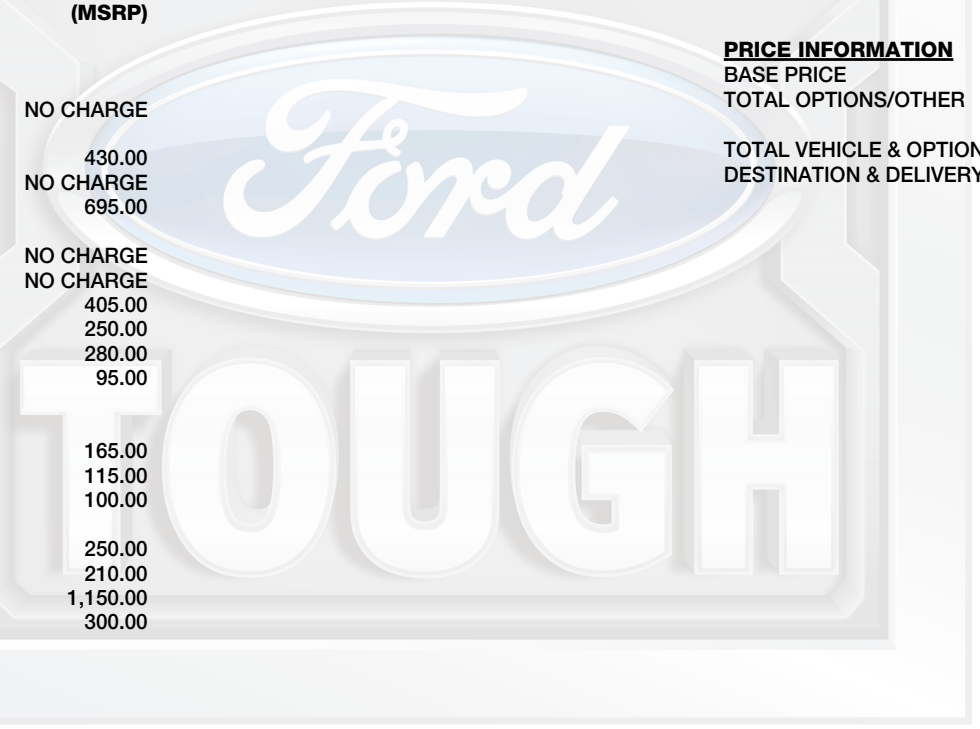 (MSRP)
NO CHARGE
430.00
NO CHARGE
695.00
NO CHARGE
NO CHARGE
405.00
250.00
280.00
95.00
165.00
115.00
100.00
250.00
210.00
1,150.00
300.00
PRICE INFORMATION
BASE PRICE
TOTAL OPTIONS/OTHER
TOTAL VEHICLE & OPTION
DESTINATION & DELIVERY
Ford
TOUGH